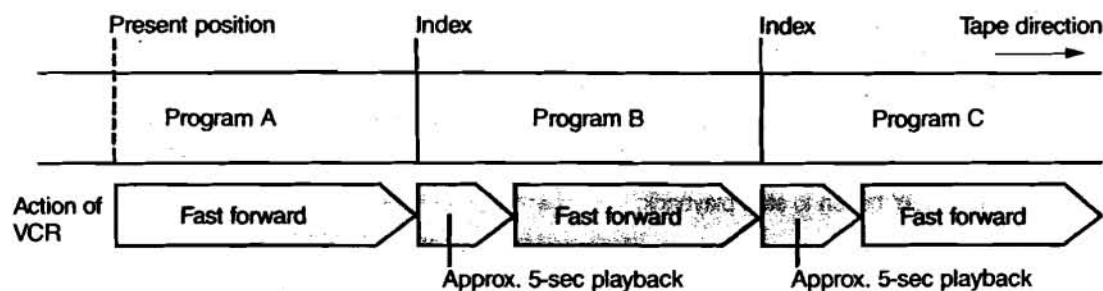 Present position
Index
Index
Tape direction
Program A
Program B
Program C
Action of
VCR
Fast forward
Fast forward
Fast forward
Approx. 5-sec playback
Approx. 5-sec playback